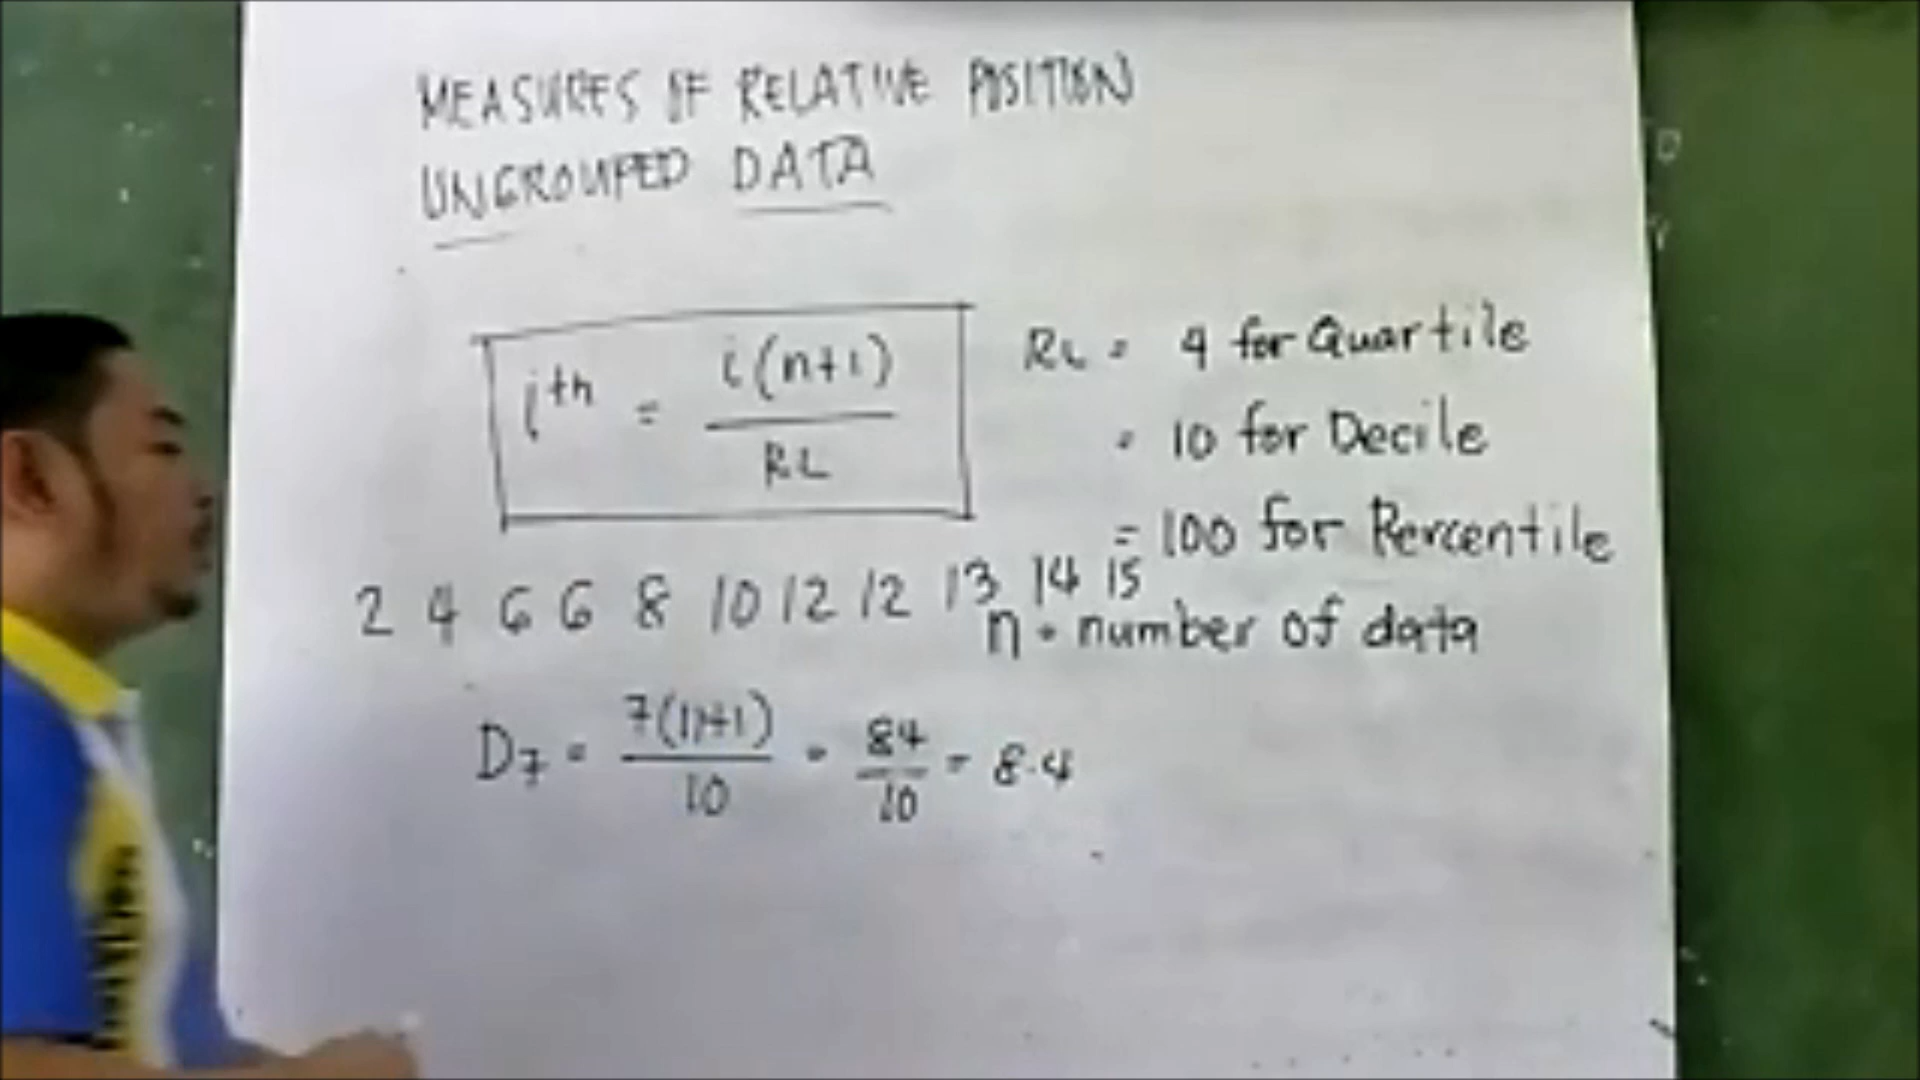 MEASURES OF RELATIVE POSITION
UNGROUPED DATA
i^th = i(n+1) / RL
RL = 4 for Quartile
= 10 for Decile
= 100 for Percentile
2 4 6 6 8 10 12 12 13 14 15
n = number of data
D7 = 7(11+1) / 10 = 84 / 10 = 8.4